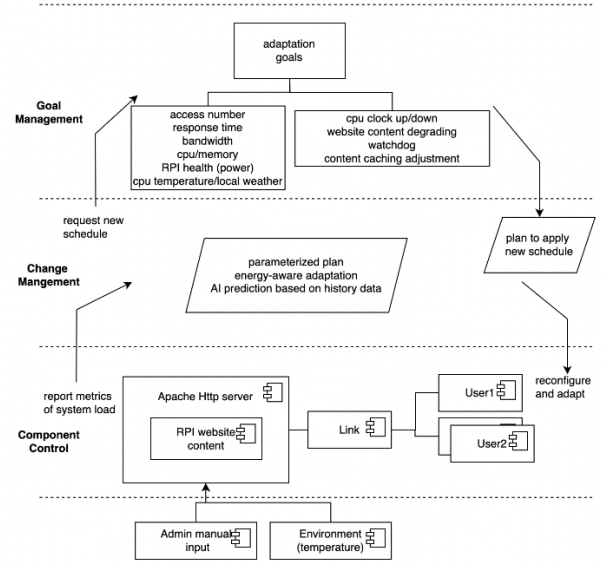 adaptation
goals
Goal
Management
access number
response time
bandwidth
cpu/memory
RPI health (power)
cpu temperature/local weather
cpu clock up/down
website content degrading
watchdog
content caching adjustment
request new
schedule
plan to apply
new schedule
Change
Mangement
parameterized plan
energy-aware adaptation
AI prediction based on history data
report metrics
of system load
reconfigure
and adapt
Component
Control
Apache Http server
RPI website
content
Link
User1
User2
Admin manual
input
Environment
(temperature)